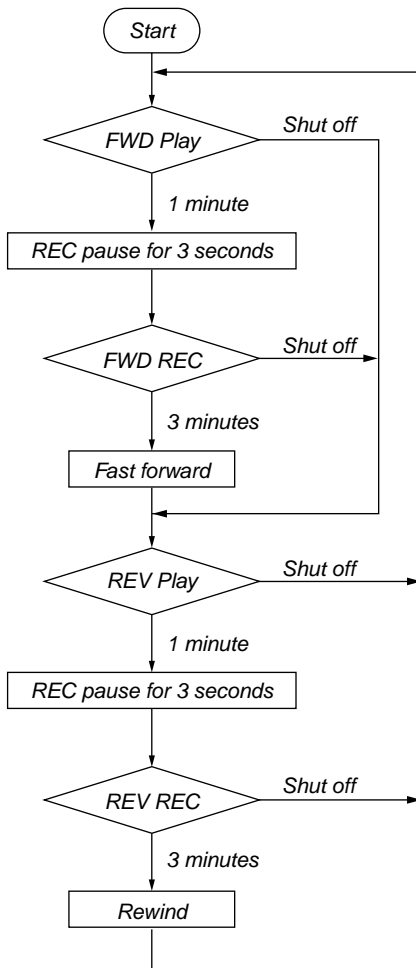 Start
FWD Play
Shut off
1 minute
REC pause for 3 seconds
FWD REC
Shut off
3 minutes
Fast forward
REV Play
Shut off
1 minute
REC pause for 3 seconds
REV REC
Shut off
3 minutes
Rewind